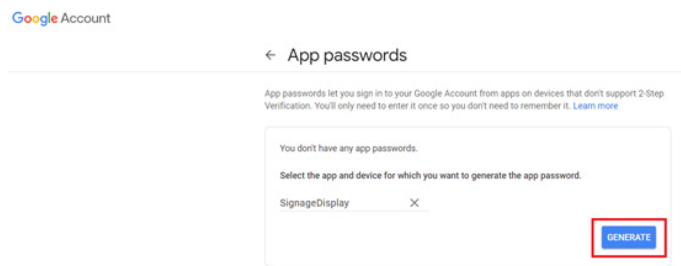 Google Account
← App passwords
App passwords let you sign in to your Google Account from apps on devices that don't support 2-Step
Verification. You'll only need to enter it once so you don't need to remember it. Learn more
You don't have any app passwords.
Select the app and device for which you want to generate the app password.
SignageDisplay
GENERATE